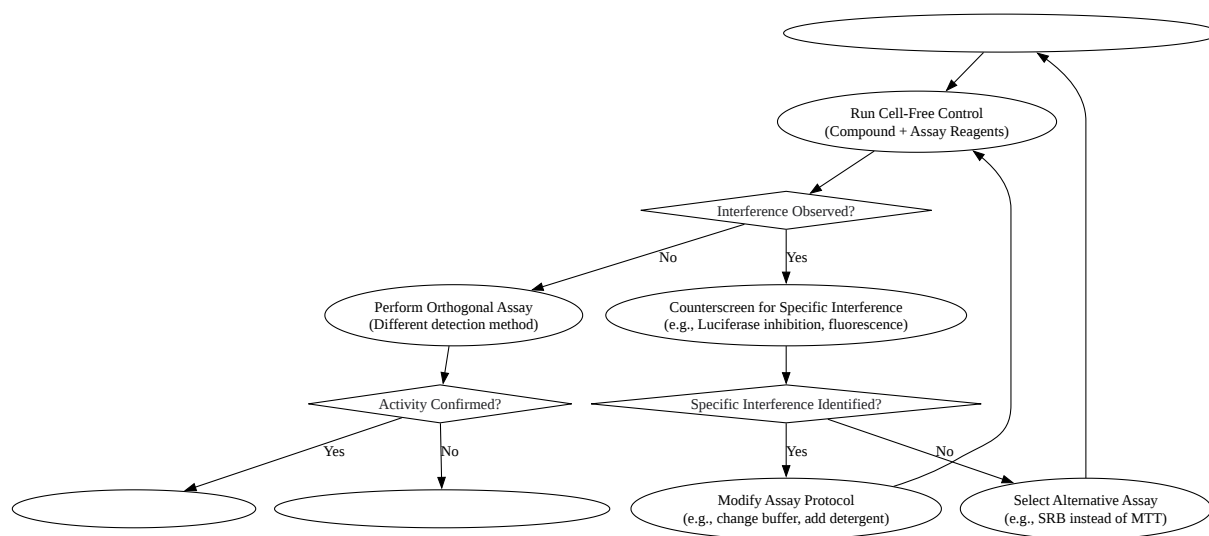 Run Cell-Free Control
(Compound + Assay Reagents)
Interference Observed?
No
Yes
Perform Orthogonal Assay
(Different detection method)
Counterscreen for Specific Interference
(e.g., Luciferase inhibition, fluorescence)
Activity Confirmed?
Specific Interference Identified?
Yes
No
Yes
No
Modify Assay Protocol
(e.g., change buffer, add detergent)
Select Alternative Assay
(e.g., SRB instead of MTT)